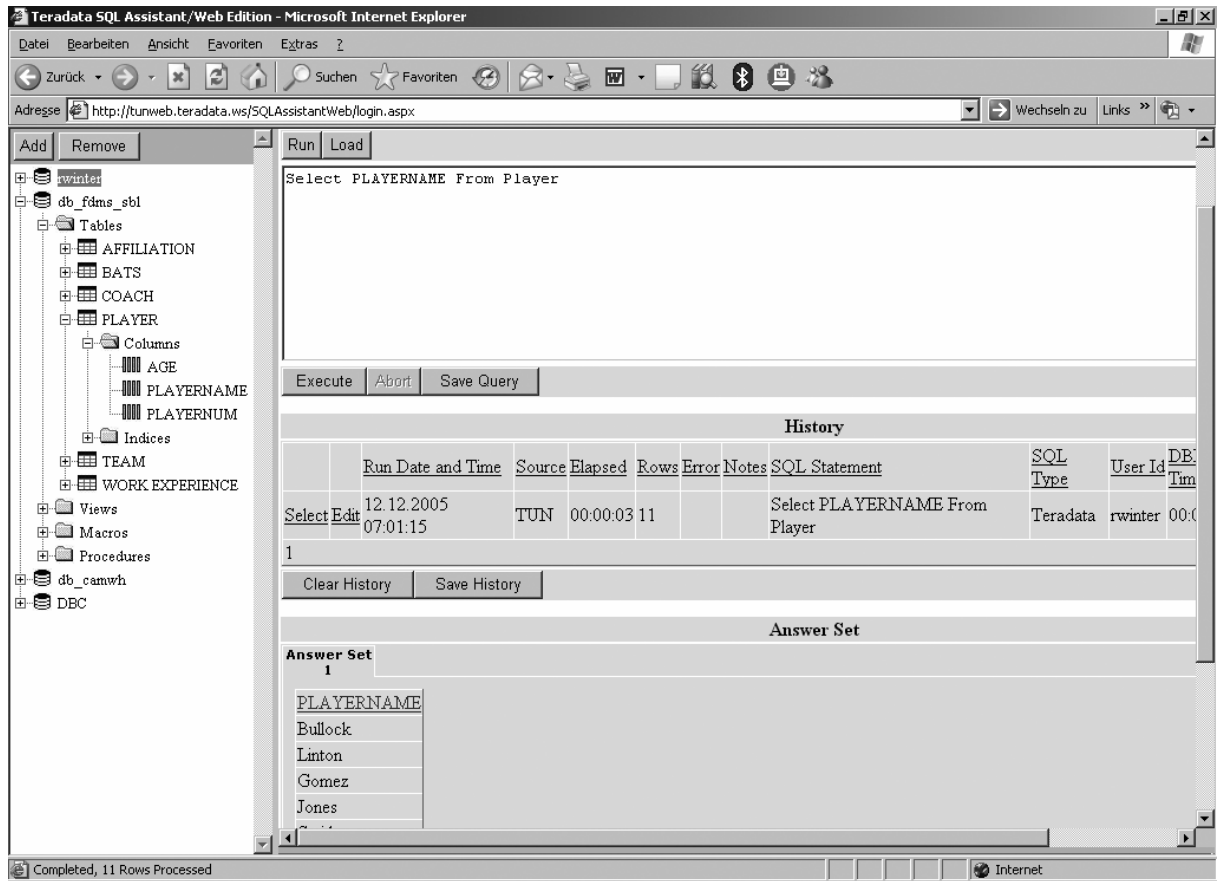 Teradata SQL Assistant/Web Edition - Microsoft Internet Explorer
Datei Bearbeiten Ansicht Favoriten Extras ?
Zurück Suchen Favoriten
Adresse http://tunweb.teradata.ws/SQLAssistantWeb/login.aspx Wechseln zu Links »
Add Remove
rwinter
db_fdms_sbl
Tables
AFFILIATION
BATS
COACH
PLAYER
Columns
AGE
PLAYERNAME
PLAYERNUM
Indices
TEAM
WORK EXPERIENCE
Views
Macros
Procedures
db_camwh
DBC
Run Load
Select PLAYERNAME From Player
Execute Abort Save Query
History
Run Date and Time Source Elapsed Rows Error Notes SQL Statement SQL Type User Id
Select Edit 12.12.2005 07:01:15 TUN 00:00:03 11 Select PLAYERNAME From Player Teradata rwinter
1
Clear History Save History
Answer Set
Answer Set
1
PLAYERNAME
Bullock
Linton
Gomez
Jones
Completed, 11 Rows Processed Internet